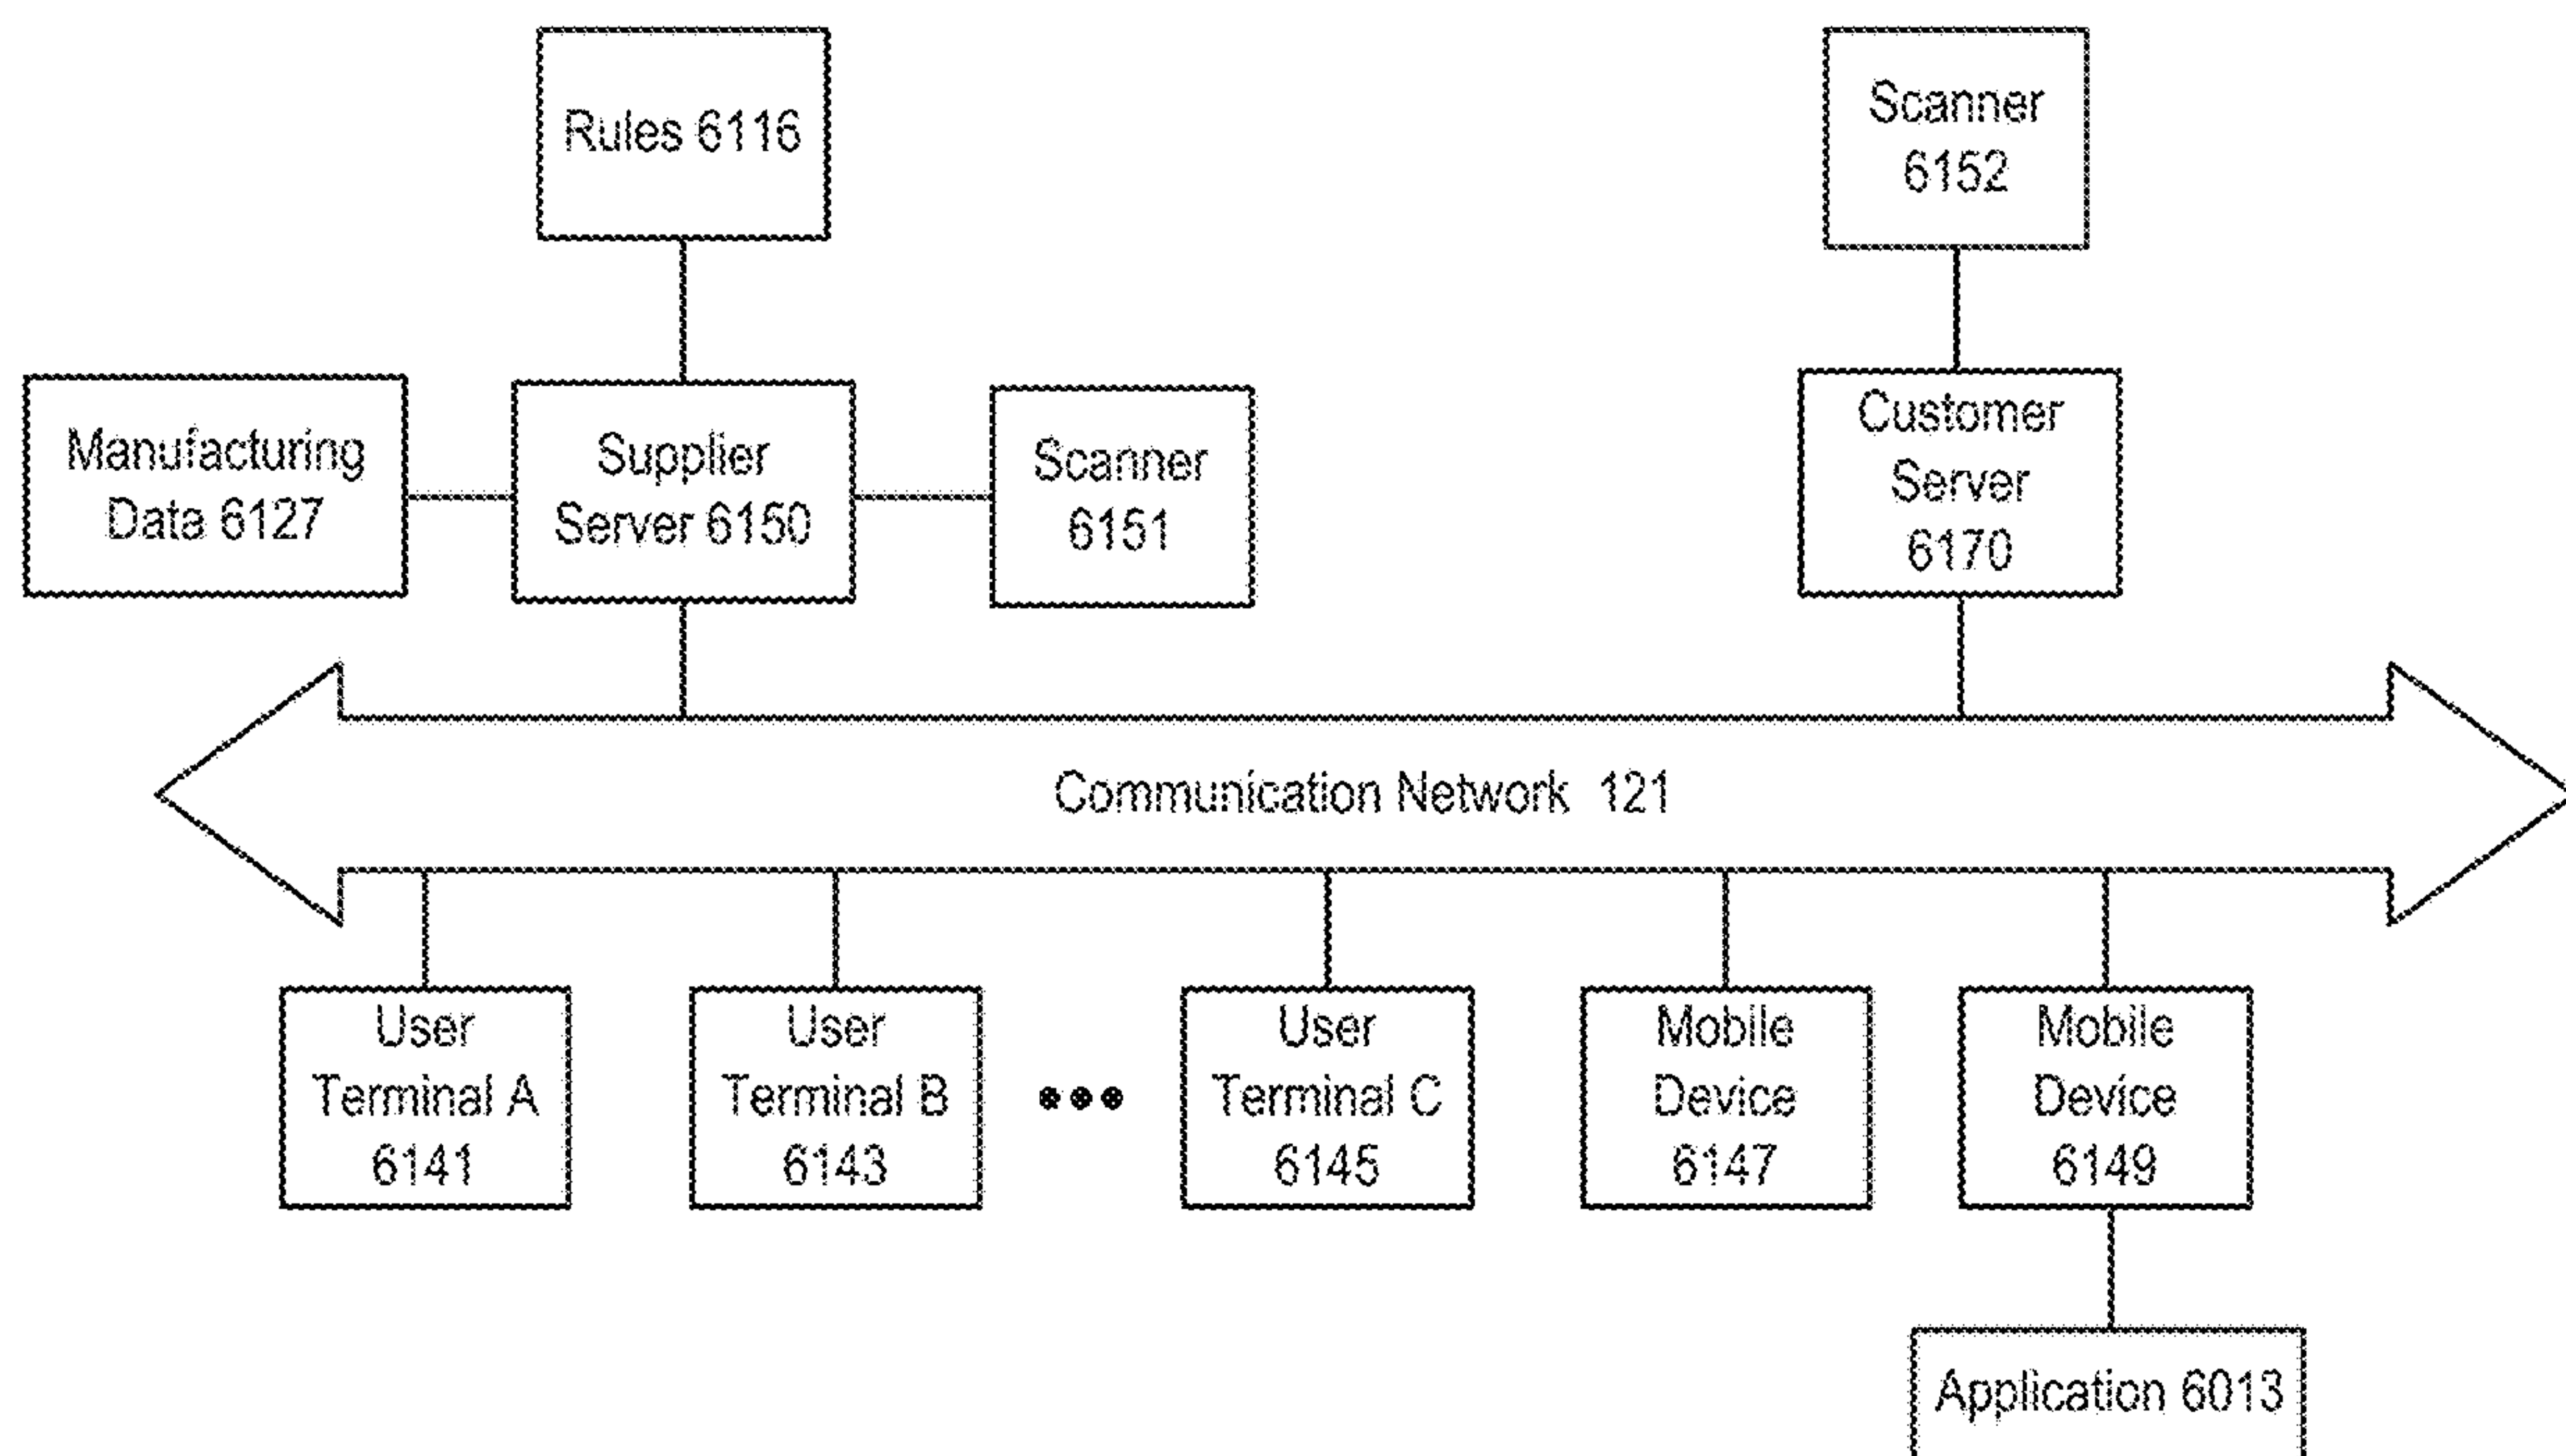 Rules 6116
Scanner
6152
Manufacturing
Data 6127
Supplier
Server 6150
Scanner
6151
Customer
Server
6170
Communication Network 121
User
Terminal A
6141
User
Terminal B
6143
User
Terminal C
6145
Mobile
Device
6147
Mobile
Device
6149
Application 6013